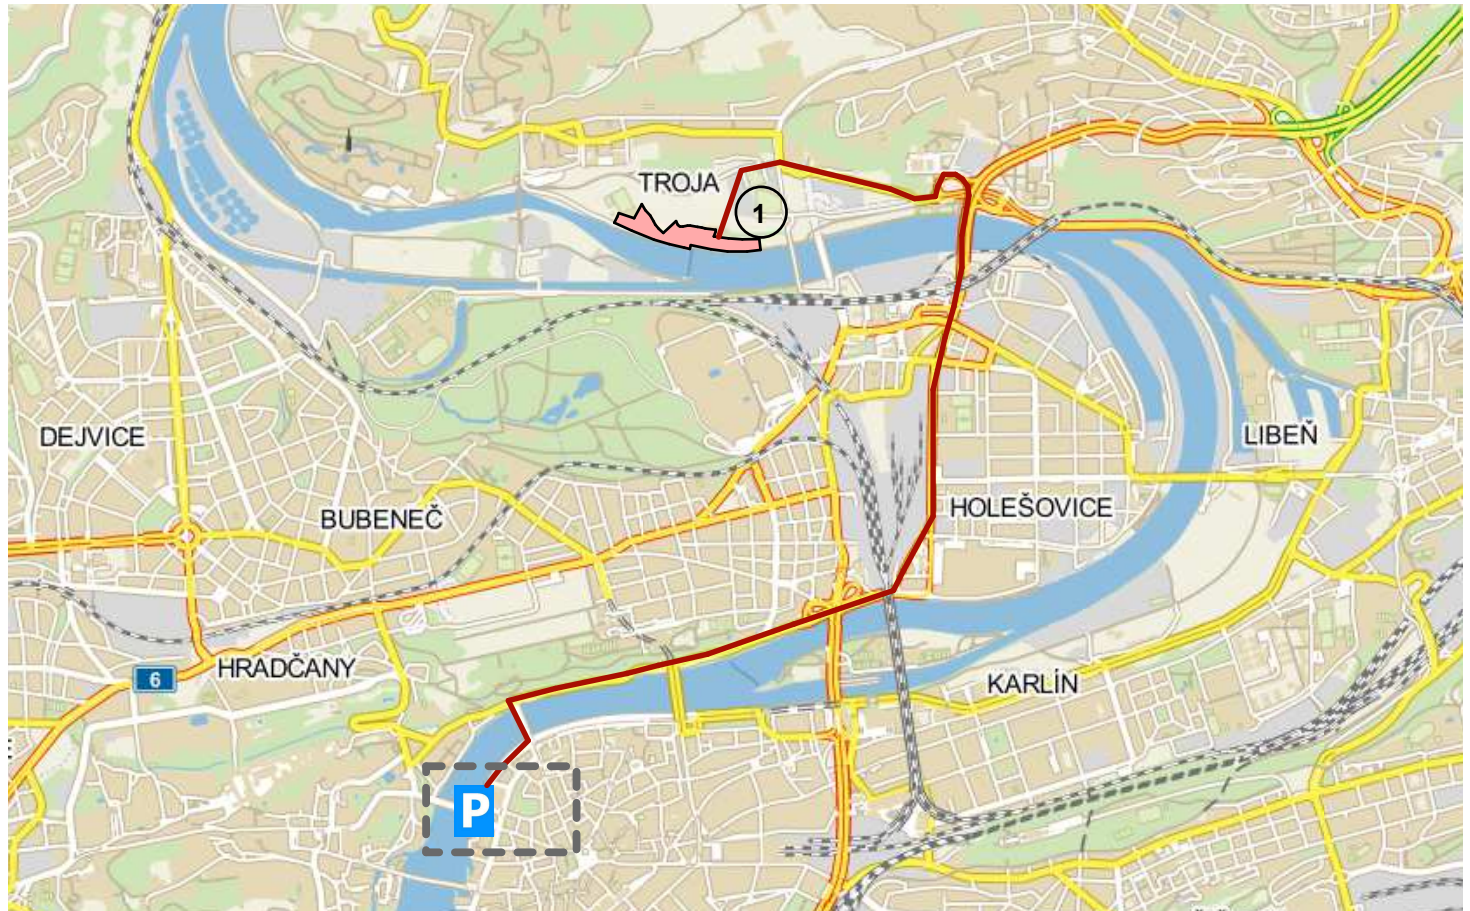 TROJA
1
DEJVICE
LIBEŇ
BUBENEČ
HOLEŠOVICE
HRADČANY
6
KARLÍN
P